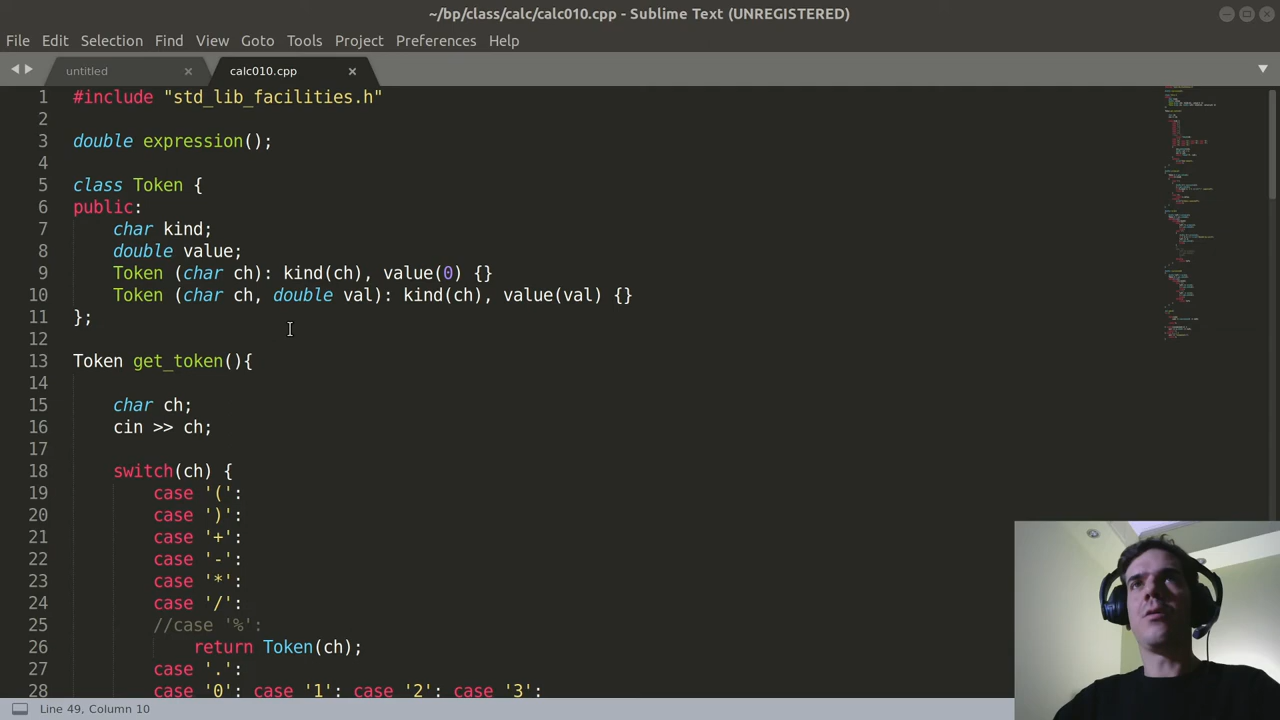 ~/bp/class/calc/calc010.cpp - Sublime Text (UNREGISTERED)
File Edit Selection Find View Goto Tools Project Preferences Help
untitled calc010.cpp
1 #include "std_lib_facilities.h"
2
3 double expression();
4
5 class Token {
6 public:
7 char kind;
8 double value;
9 Token (char ch): kind(ch), value(0) {}
10 Token (char ch, double val): kind(ch), value(val) {}
11 };
12
13 Token get_token(){
14
15 char ch;
16 cin >> ch;
17
18 switch(ch) {
19 case '(':
20 case ')':
21 case '+':
22 case '-':
23 case '*':
24 case '/':
25 //case '%':
26 return Token(ch);
27 case '.':
28 case '0': case '1': case '2': case '3':
Line 49, Column 10